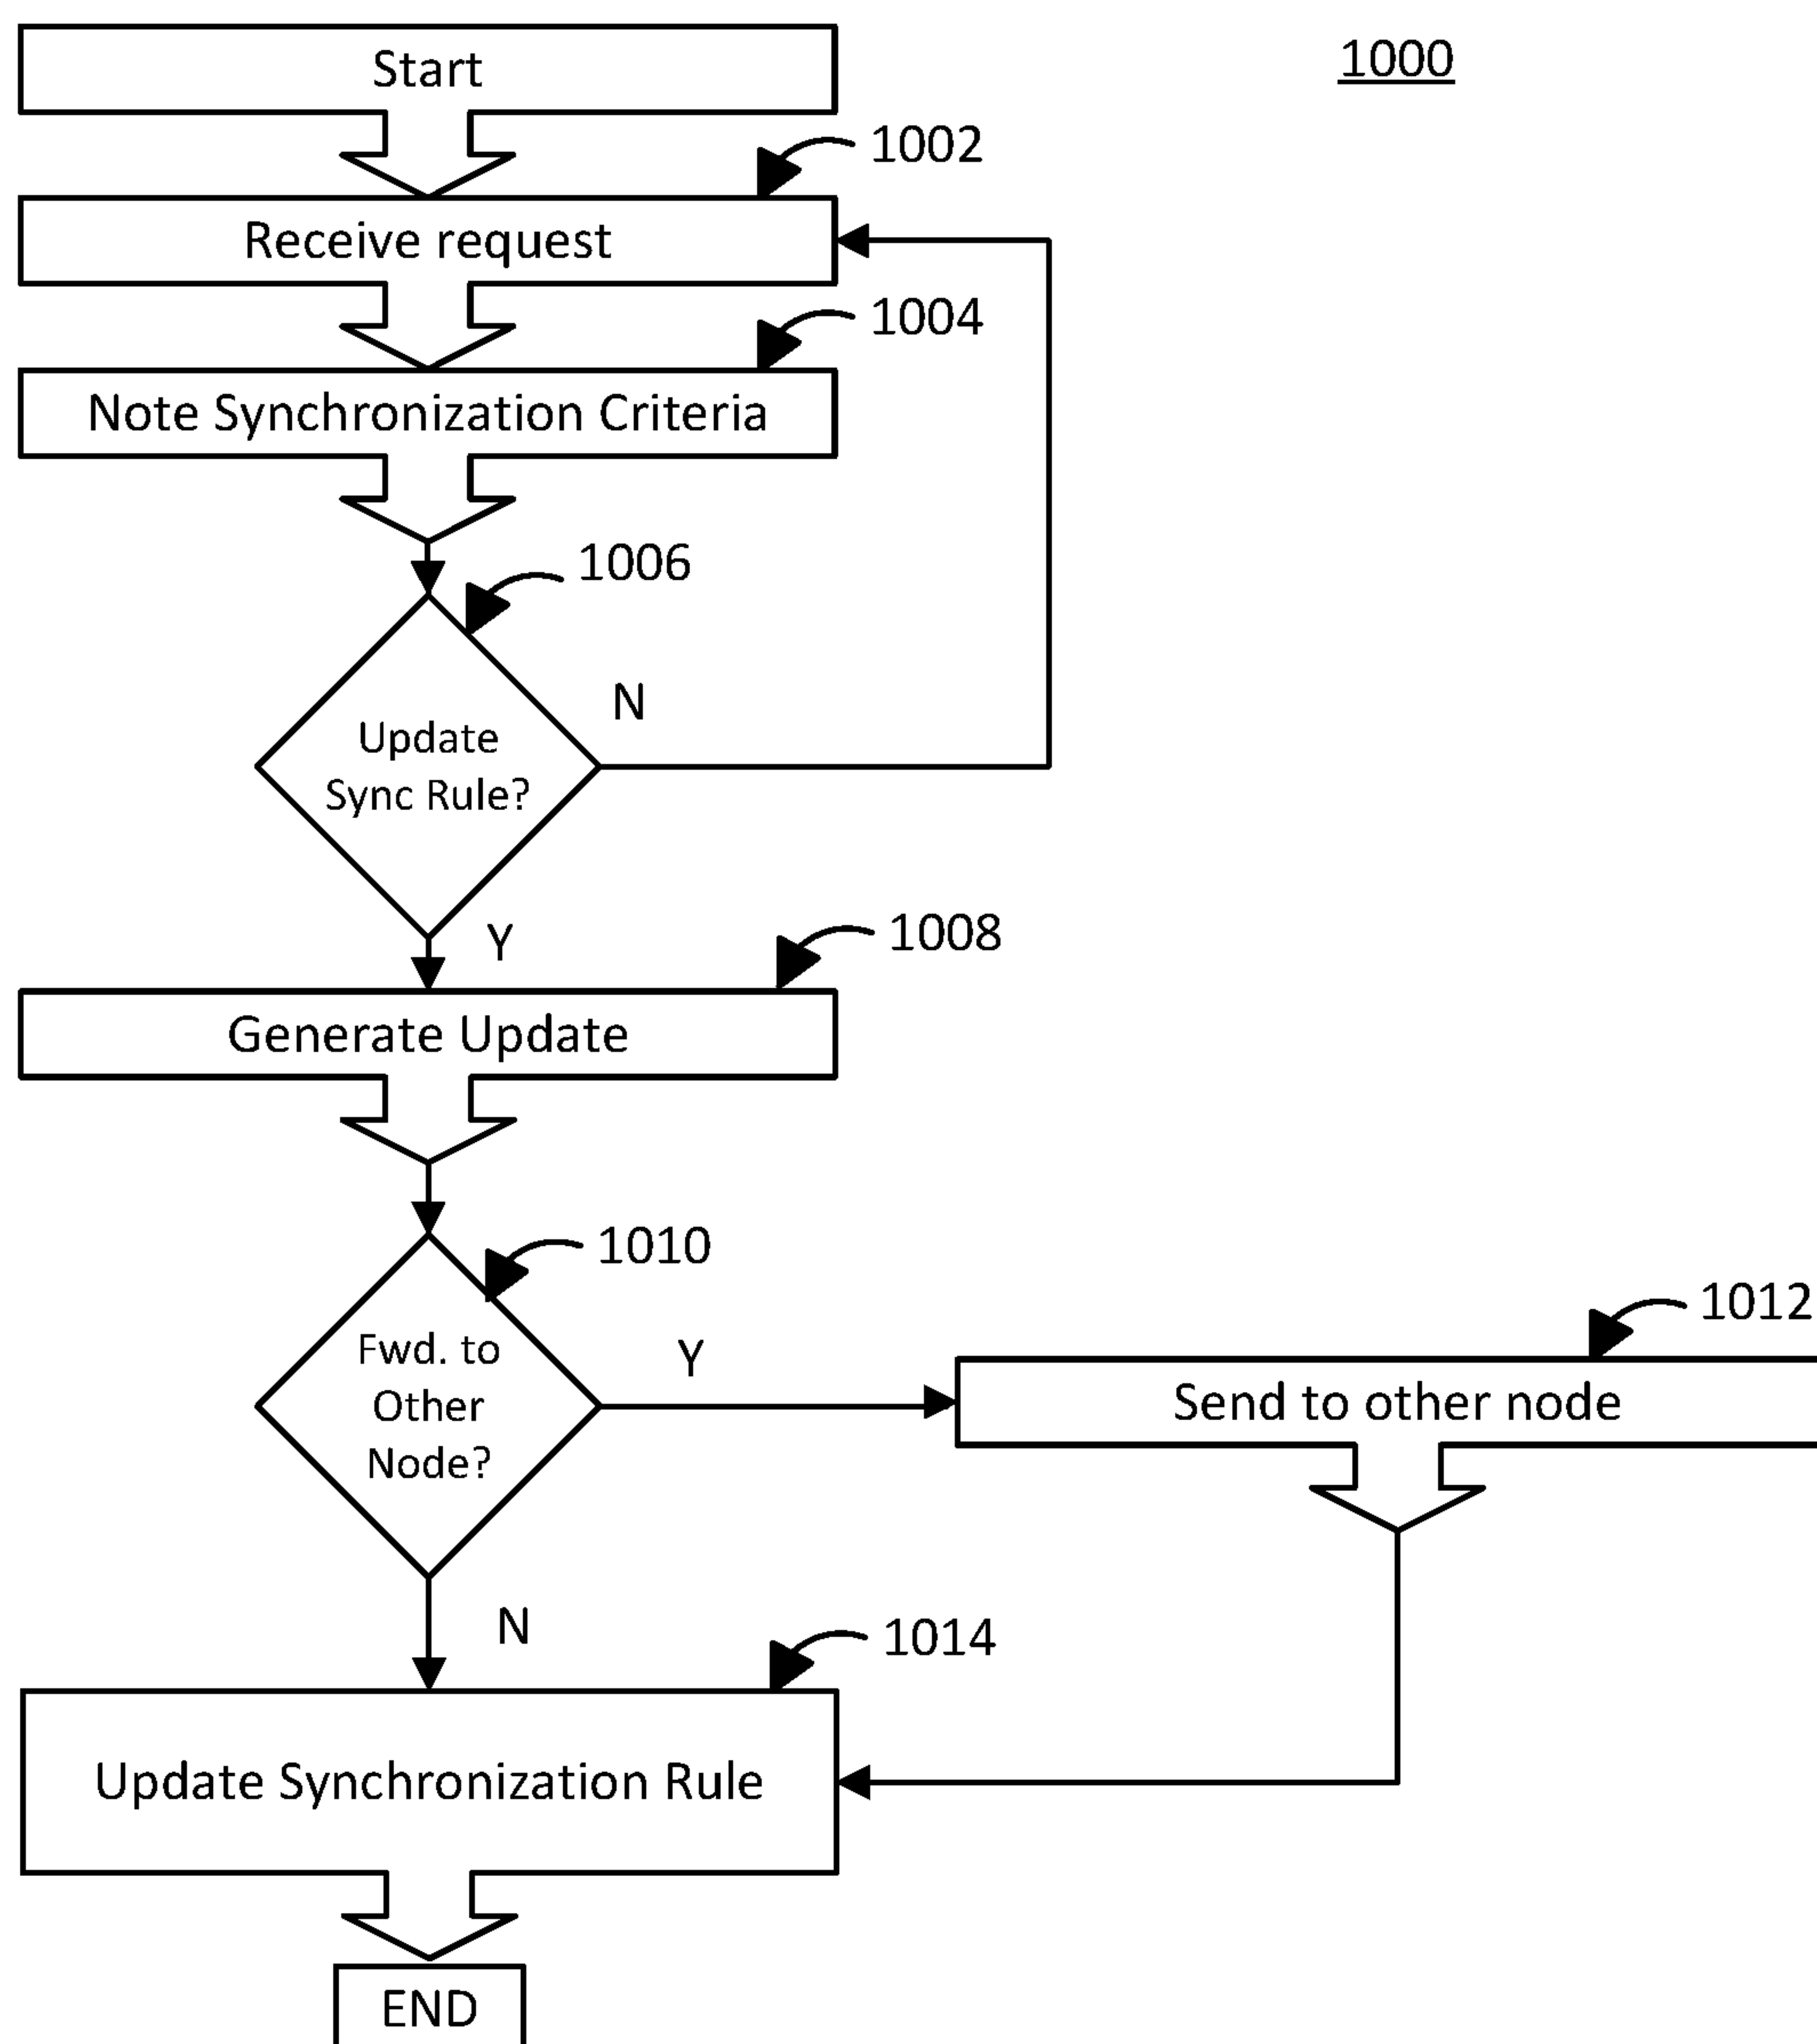 Start
1000
1002
Receive request
1004
Note Synchronization Criteria
1006
N
Update
Sync Rule?
Y
1008
Generate Update
1010
Fwd. to
Other
Node?
Y
1012
Send to other node
N
1014
Update Synchronization Rule
END